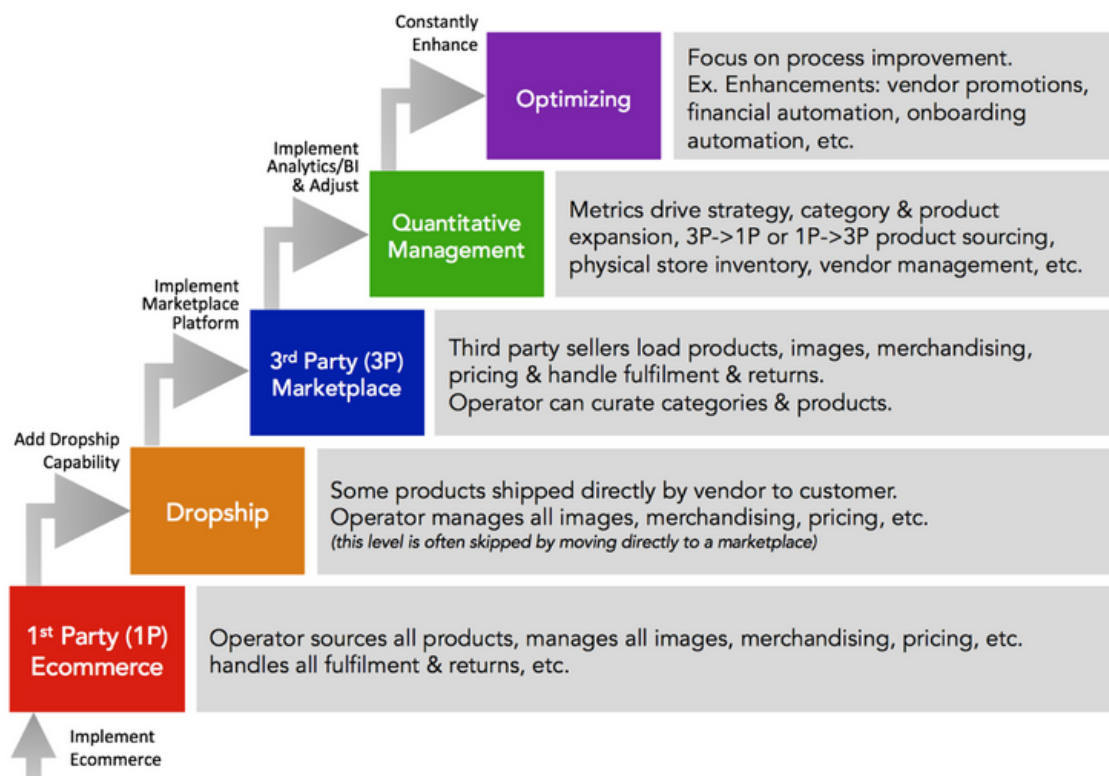 Constantly
Enhance
Optimizing
Focus on process improvement.
Ex. Enhancements: vendor promotions,
financial automation, onboarding
automation, etc.
Implement
Analytics/BI
& Adjust
Quantitative
Management
Metrics drive strategy, category & product
expansion, 3P->1P or 1P->3P product sourcing,
physical store inventory, vendor management, etc.
Implement
Marketplace
Platform
3rd Party (3P)
Marketplace
Third party sellers load products, images, merchandising,
pricing & handle fulfilment & returns.
Operator can curate categories & products.
Add Dropship
Capability
Dropship
Some products shipped directly by vendor to customer.
Operator manages all images, merchandising, pricing, etc.
(this level is often skipped by moving directly to a marketplace)
1st Party (1P)
Ecommerce
Operator sources all products, manages all images, merchandising, pricing, etc.
handles all fulfilment & returns, etc.
Implement
Ecommerce